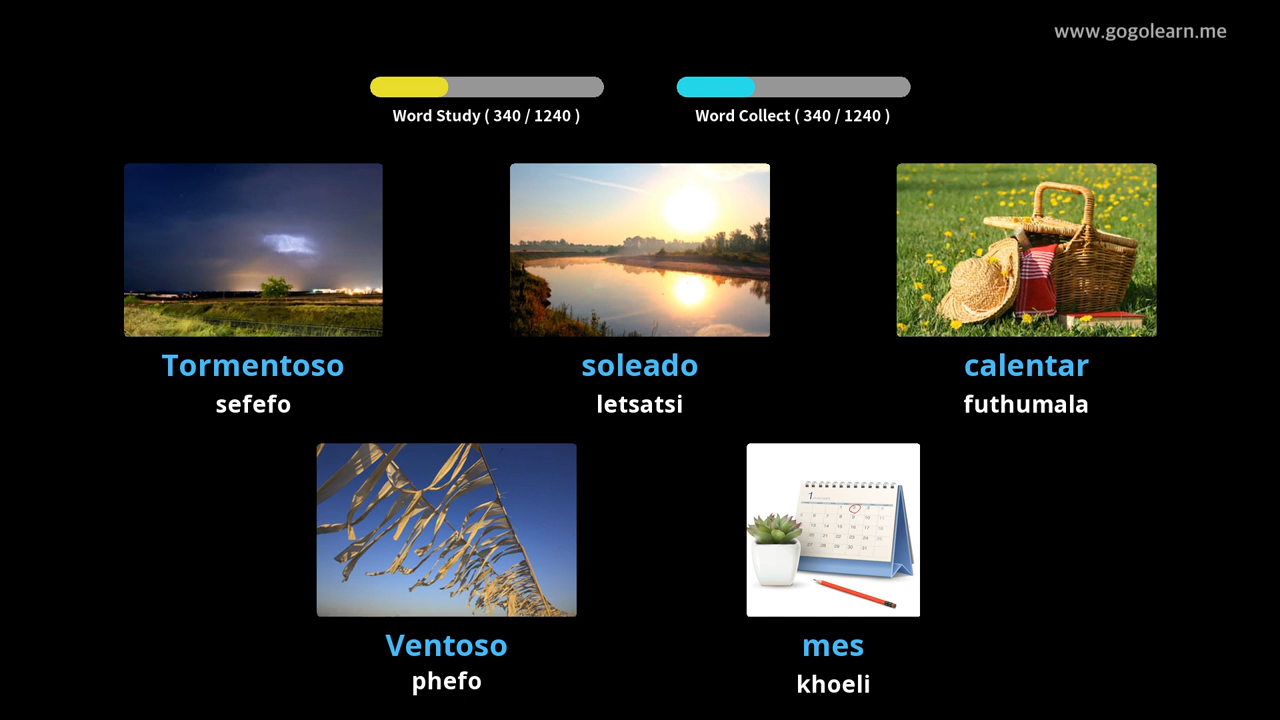 www.gogolearn.me
Word Study ( 340 / 1240 )
Word Collect ( 340 / 1240 )
Tormentoso
sefefo
soleado
letsatsi
calentar
futhumala
Ventoso
phefo
mes
khoeli